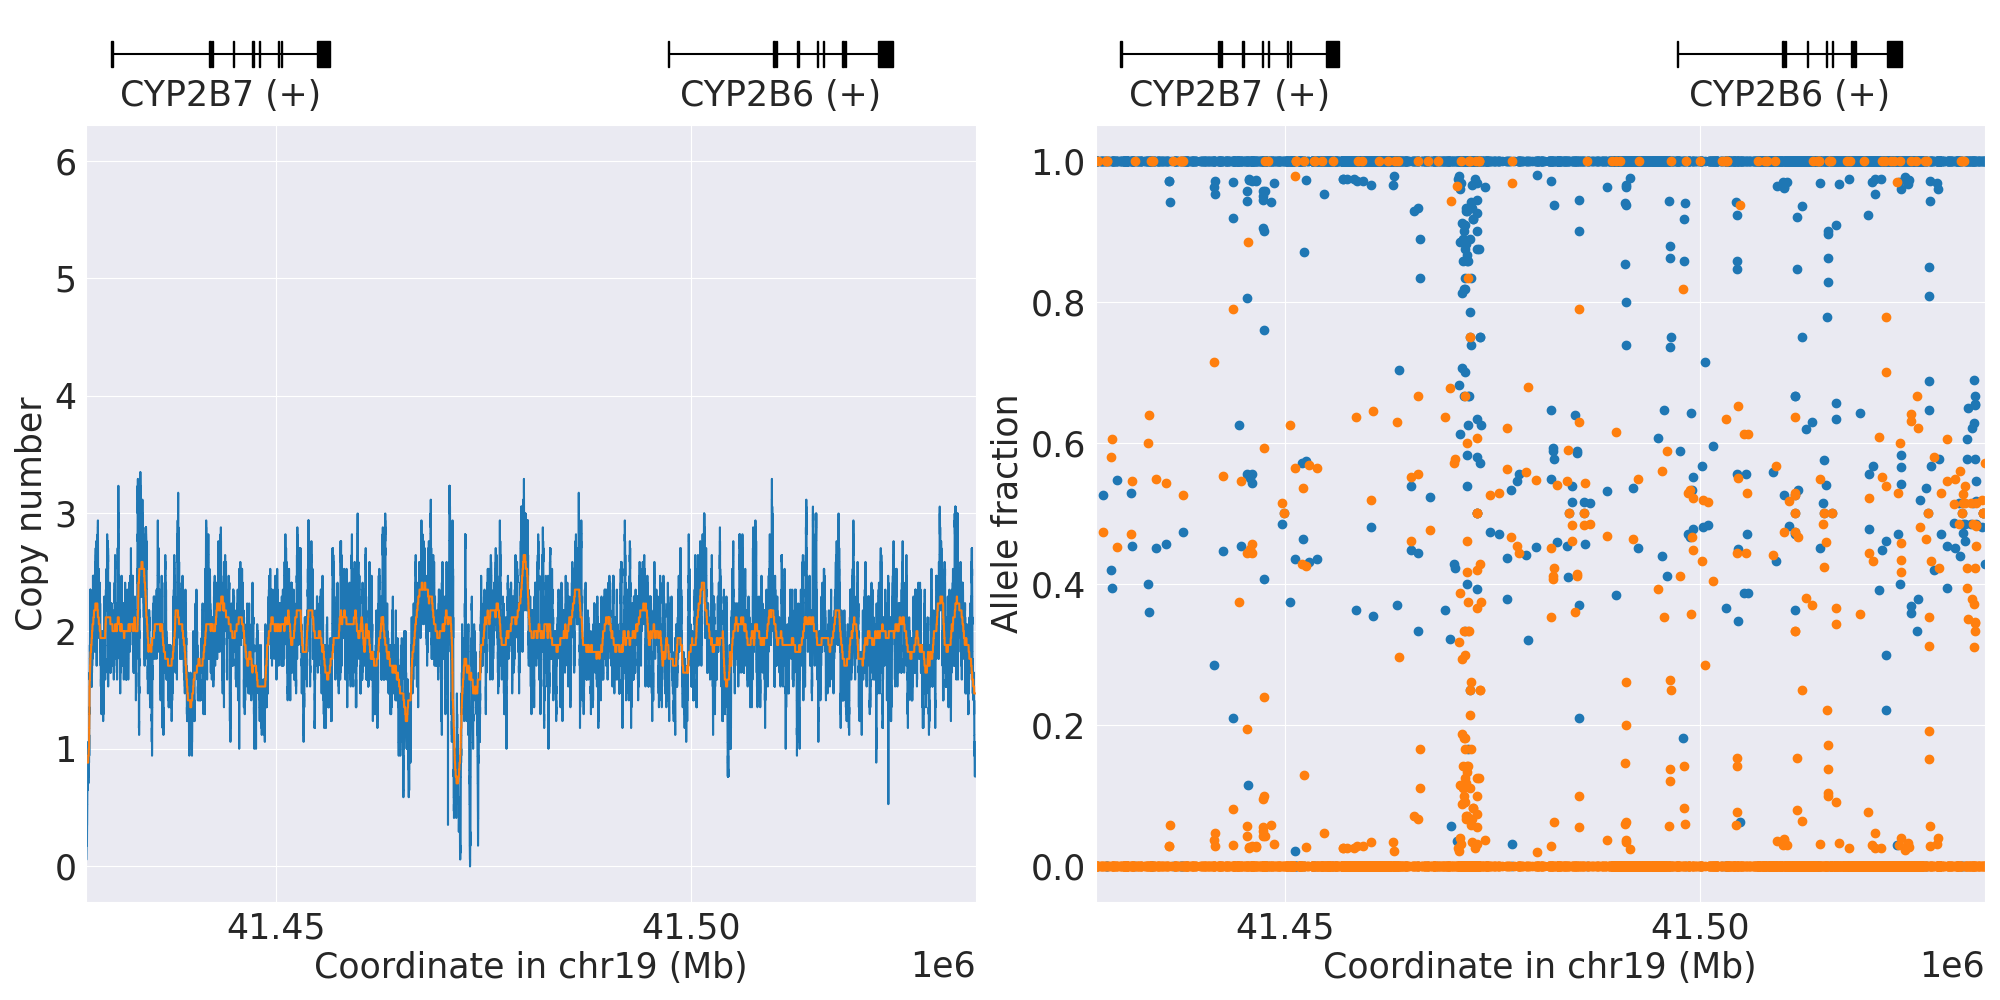 CYP2B7 (+) CYP2B6 (+)
Copy number
6
5
4
3
2
1
0
41.45 41.50
Coordinate in chr19 (Mb) 1e6
CYP2B7 (+) CYP2B6 (+)
Allele fraction
1.0
0.8
0.6
0.4
0.2
0.0
41.45 41.50
Coordinate in chr19 (Mb) 1e6